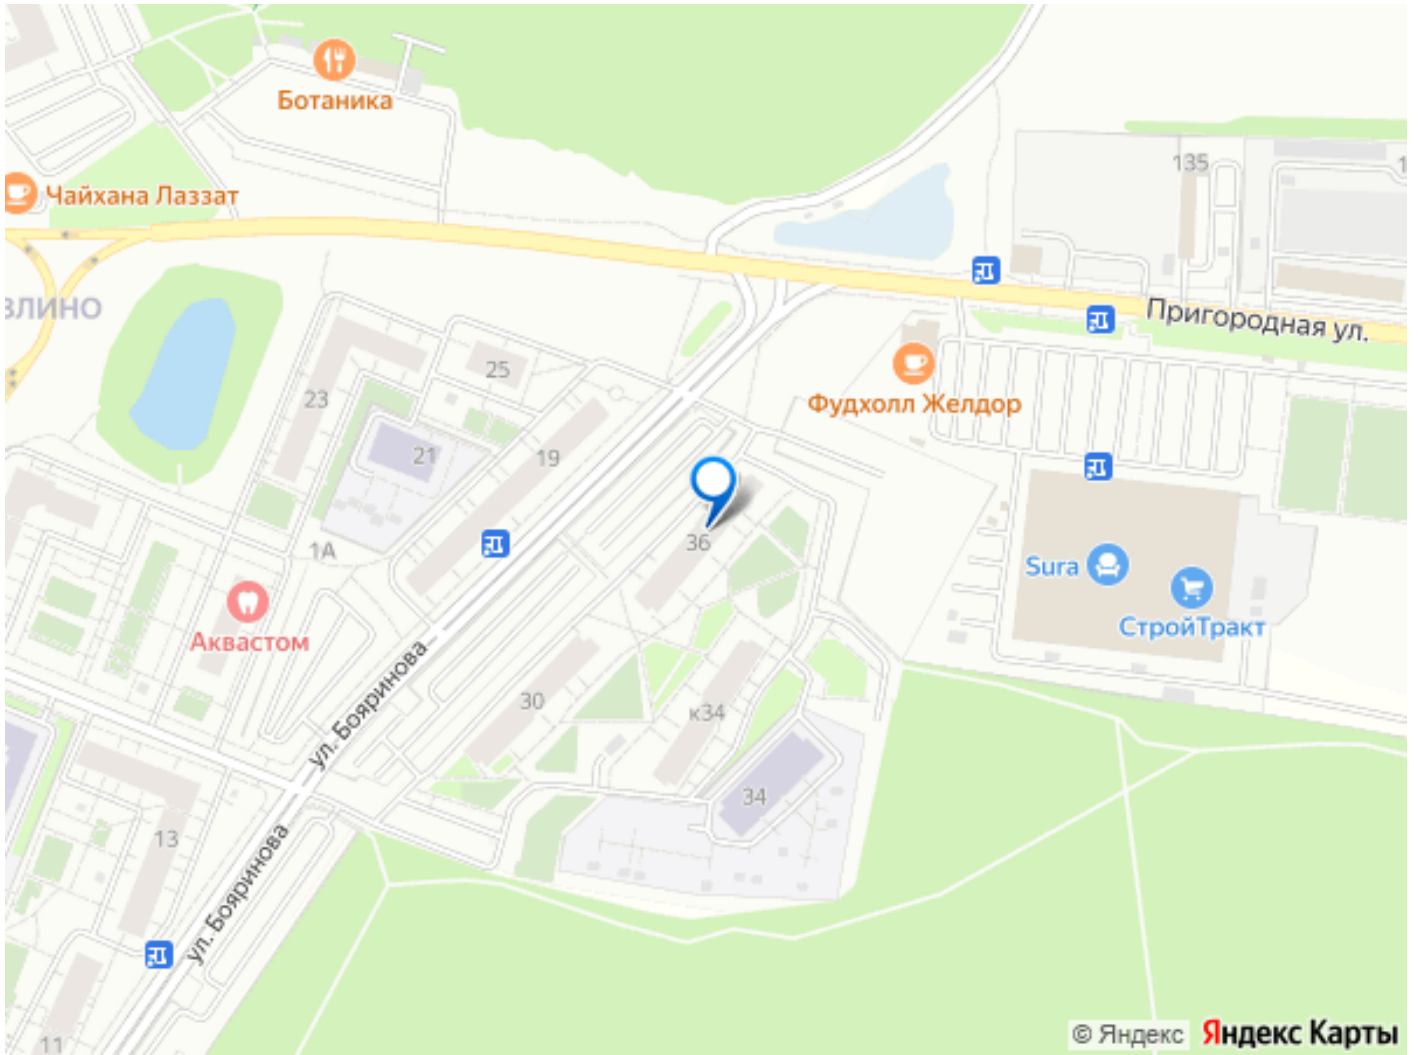 Ботаника
135
Чайхана Лаззат
Пригородная ул.
ВЛИНО
25
23
Фудхолл Желдор
19
21
36
1А
Sura
Аквастом
СтройТракт
ул. Бояринова
30
к34
34
13
ул. Бояринова
11
© Яндекс Яндекс Карты